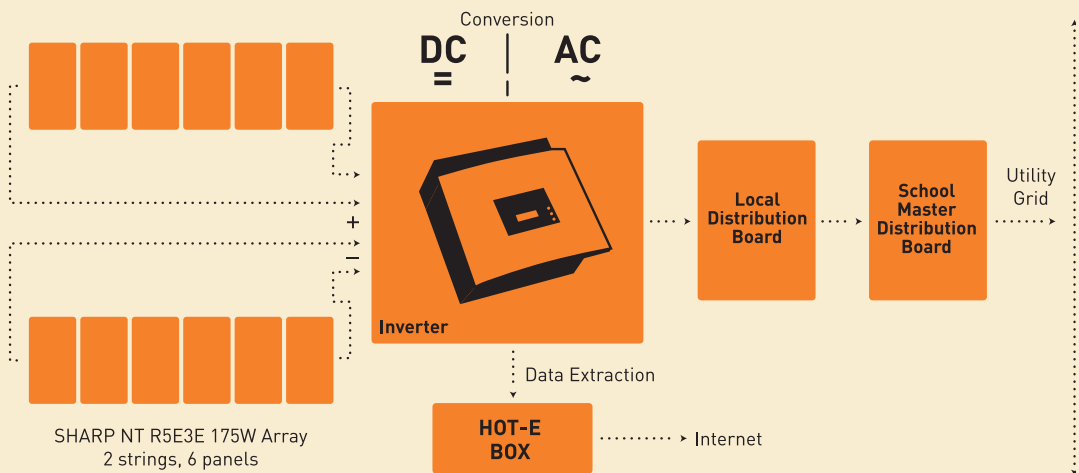 Conversion
DC
=
AC
~
+
−
Inverter
Local
Distribution
Board
School
Master
Distribution
Board
Utility
Grid
Data Extraction
HOT-E
BOX
Internet
SHARP NT R5E3E 175W Array
2 strings, 6 panels